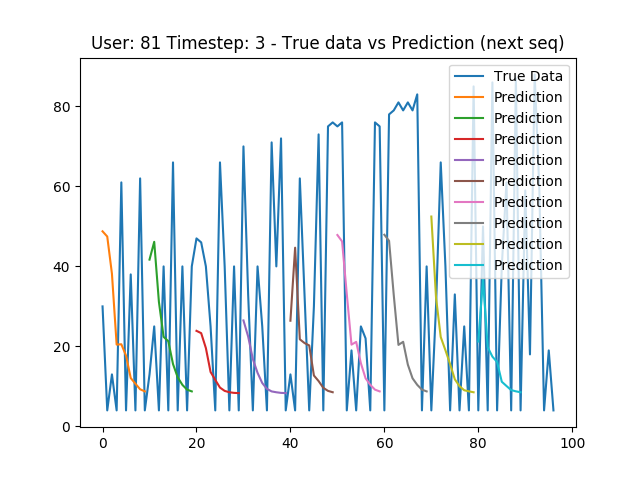 User: 81 Timestep: 3 - True data vs Prediction (next seq)
True Data
Prediction
Prediction
Prediction
Prediction
Prediction
Prediction
Prediction
Prediction
Prediction
80
60
40
20
0
0 20 40 60 80 100